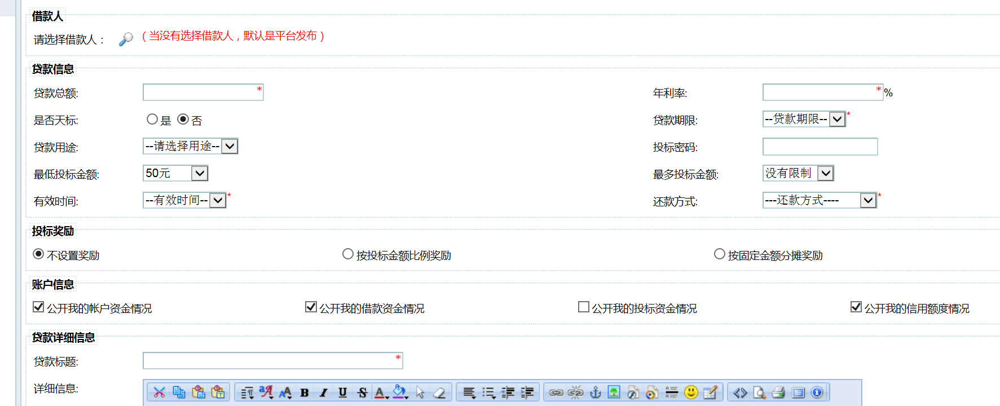 借款人
请选择借款人： （当没有选择借款人，默认是平台发布）
贷款信息
贷款总额: * 年利率: *%
是否天标: 是 否 贷款期限: --贷款期限-- *
贷款用途: --请选择用途-- 投标密码:
最低投标金额: 50元 最多投标金额: 没有限制
有效时间: --有效时间-- * 还款方式: ---还款方式---- *
投标奖励
不设置奖励 按投标金额比例奖励 按固定金额分摊奖励
账户信息
公开我的帐户资金情况 公开我的借款资金情况 公开我的投标资金情况 公开我的信用额度情况
贷款详细信息
贷款标题: *
详细信息: